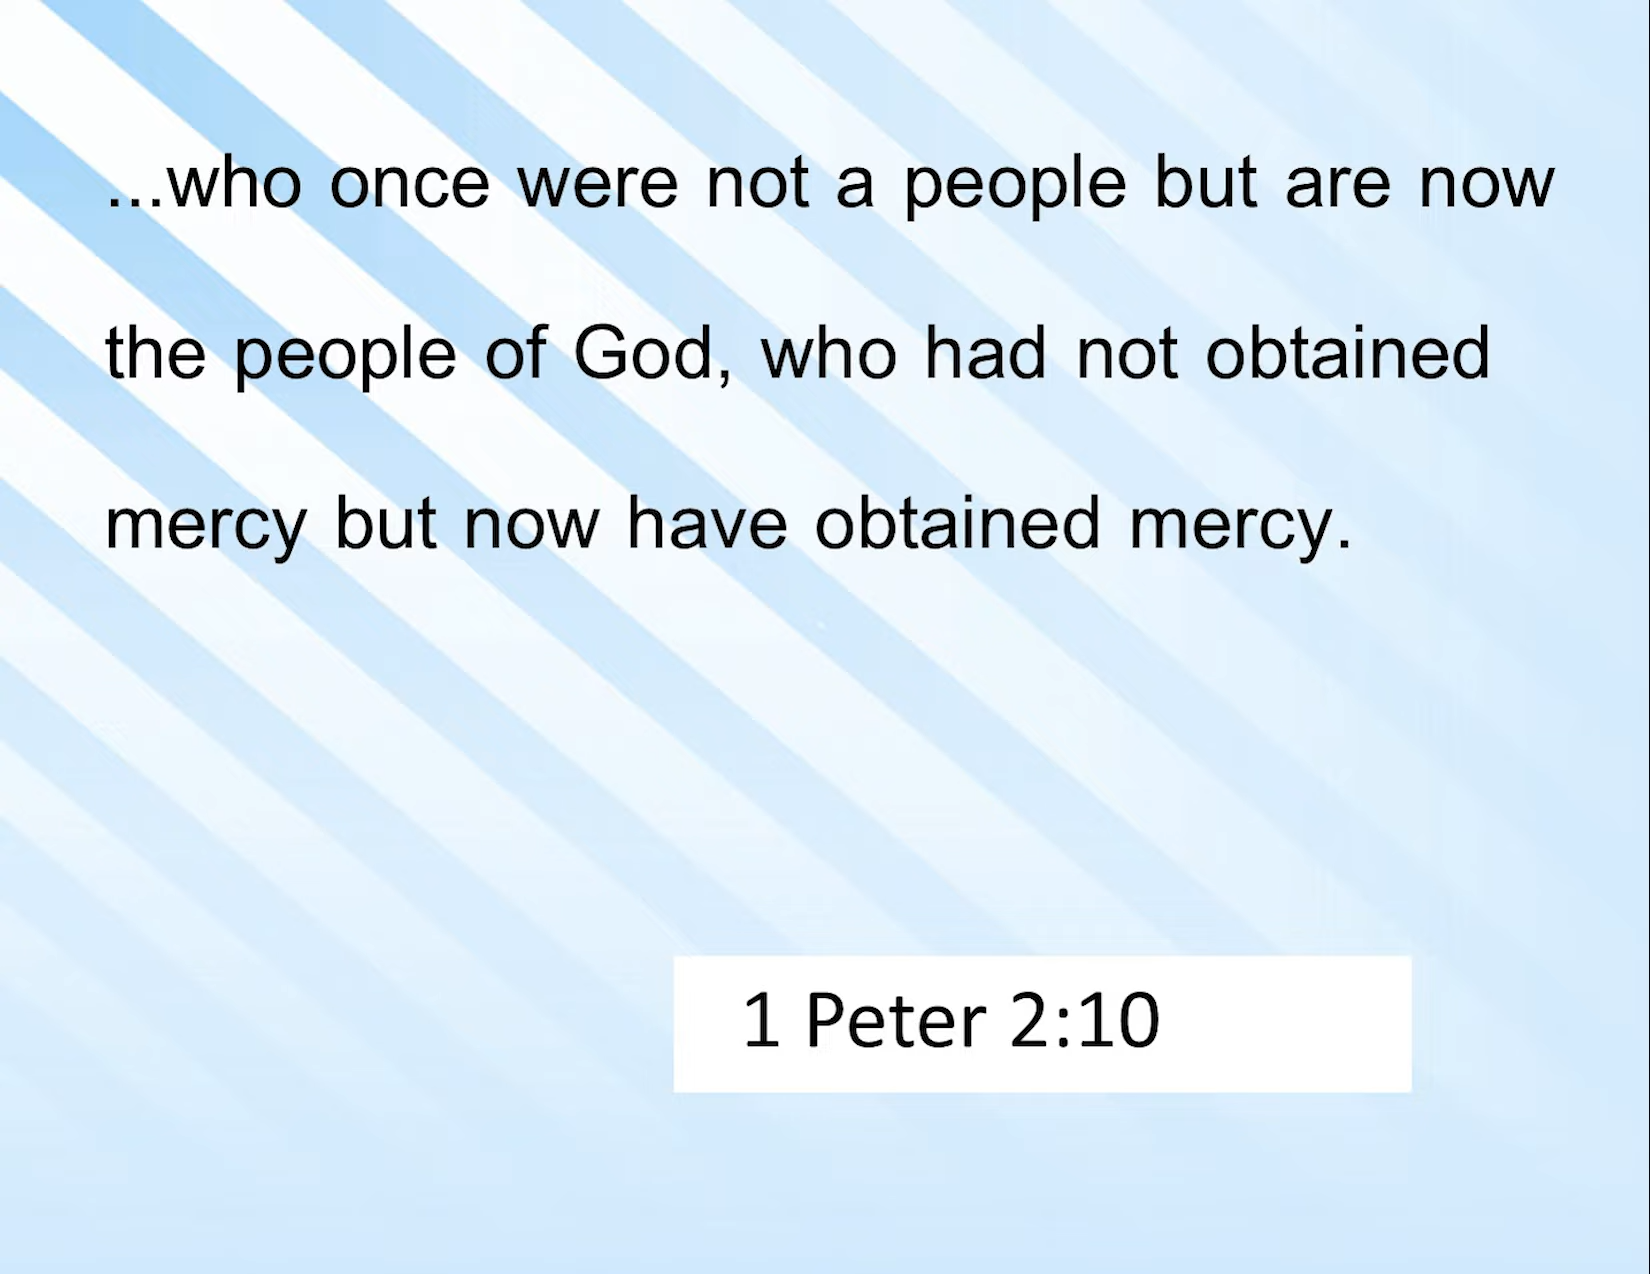 ...who once were not a people but are now
the people of God, who had not obtained
mercy but now have obtained mercy.
1 Peter 2:10